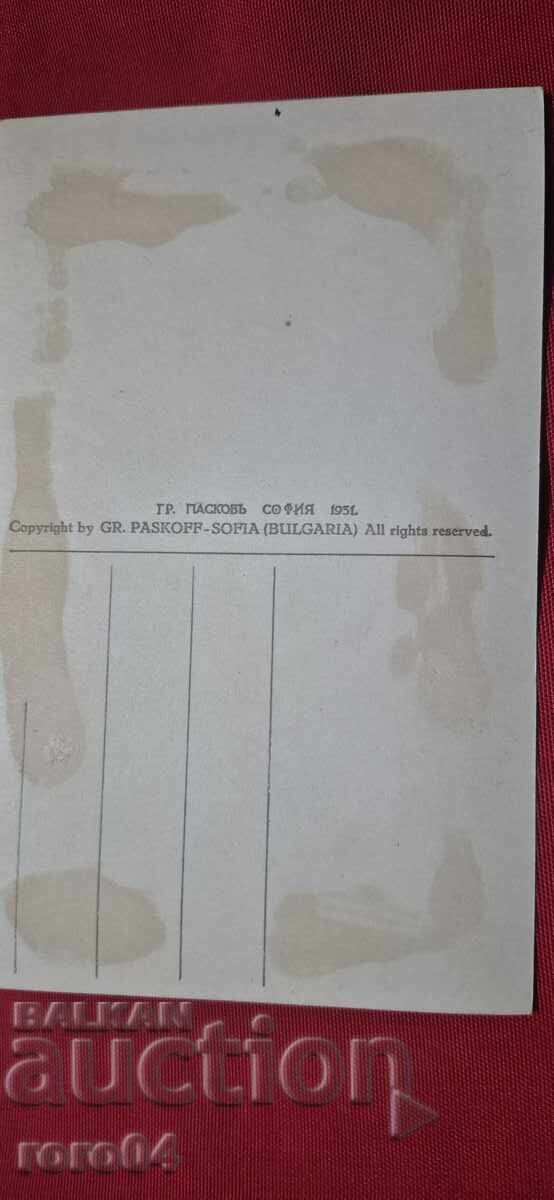 ГР. ПАСКОВЪ СОФИЯ 1931.
Copyright by GR. PASKOFF-SOFIA (BULGARIA) All rights reserved.
BALKAN
auction
roro04